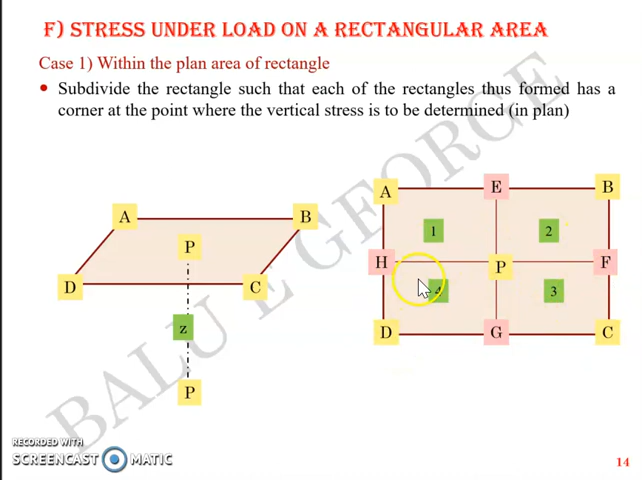 F) STRESS UNDER LOAD ON A RECTANGULAR AREA
Case 1) Within the plan area of rectangle
• Subdivide the rectangle such that each of the rectangles thus formed has a
corner at the point where the vertical stress is to be determined (in plan)
BALU E GEORGE
A
B
P
D
C
z
P
A
E
B
1
2
H
P
F
4
3
D
G
C
RECORDED WITH
SCREENCAST MATIC
14